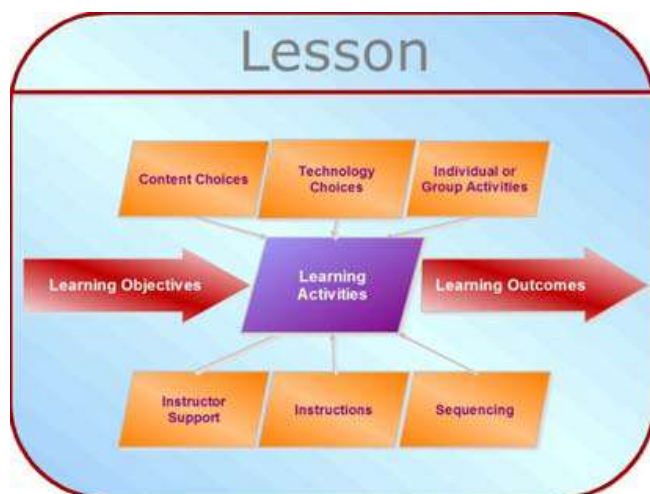 Lesson
Content Choices
Technology
Choices
Individual or
Group Activities
Learning Objectives
Learning
Activities
Learning Outcomes
Instructor
Support
Instructions
Sequencing